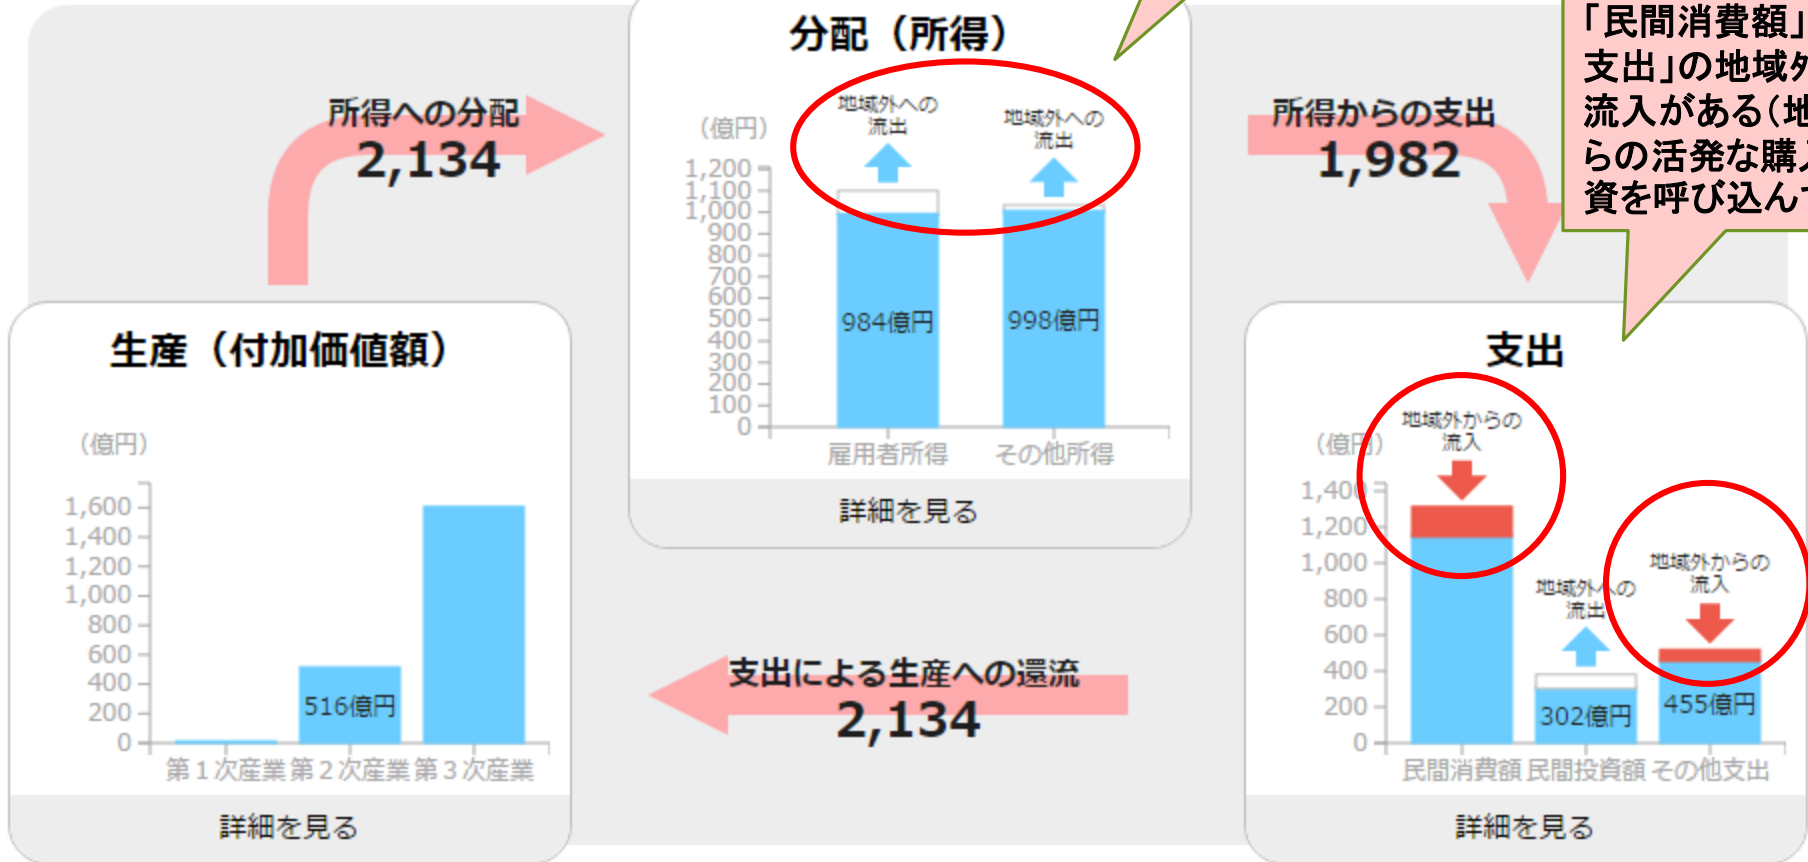 分配（所得）
地域外への
流出
地域外への
流出
（億円）
1,200
1,100
1,000
900
800
700
600
500
400
300
200
100
0
984億円
998億円
雇用者所得
その他所得
詳細を見る
所得への分配
2,134
所得からの支出
1,982
「民間消費額」
支出」の地域外
流入がある（地
らの活発な購入
資を呼び込んで
生産（付加価値額）
（億円）
1,600
1,400
1,200
1,000
800
600
400
200
0
516億円
第１次産業
第２次産業
第３次産業
詳細を見る
支出による生産への還流
2,134
支出
地域外からの
流入
（億円）
1,400
1,200
1,000
800
600
400
200
0
地域外への
流出
地域外からの
流入
302億円
455億円
民間消費額
民間投資額
その他支出
詳細を見る